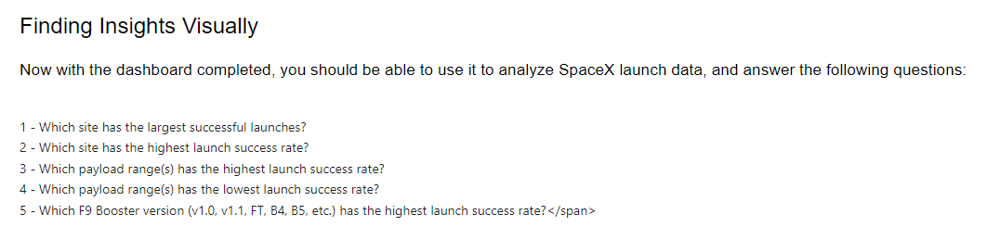 Finding Insights Visually
Now with the dashboard completed, you should be able to use it to analyze SpaceX launch data, and answer the following questions:
1 - Which site has the largest successful launches?
2 - Which site has the highest launch success rate?
3 - Which payload range(s) has the highest launch success rate?
4 - Which payload range(s) has the lowest launch success rate?
5 - Which F9 Booster version (v1.0, v1.1, FT, B4, B5, etc.) has the highest launch success rate?</span>